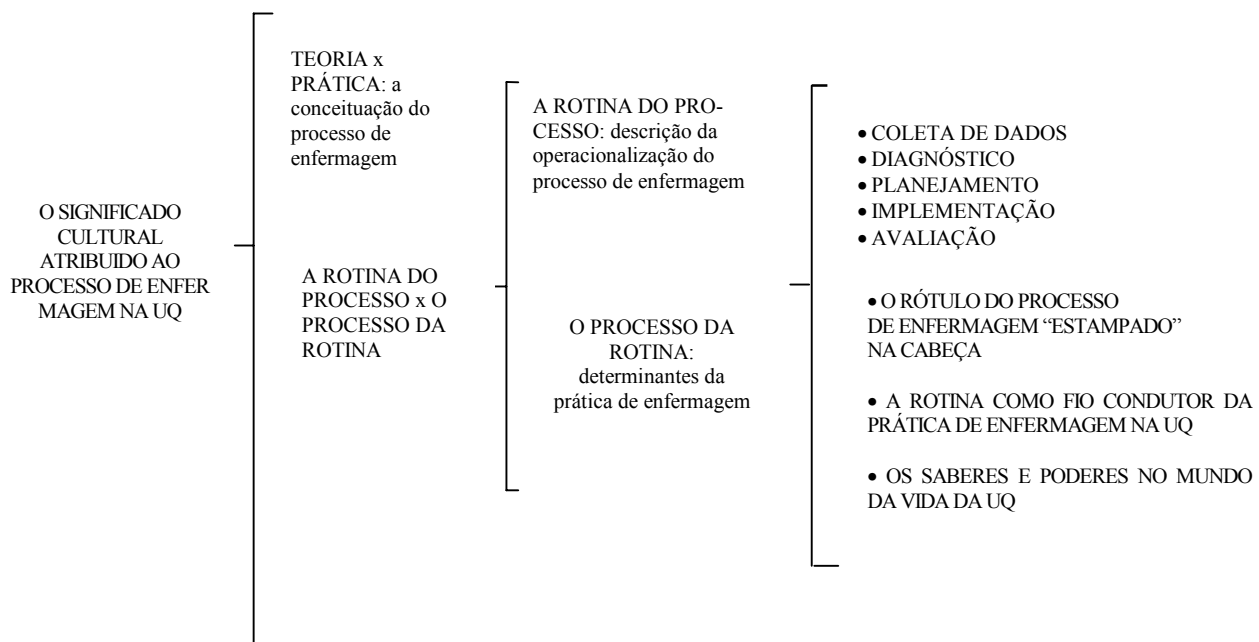 O SIGNIFICADO
CULTURAL
ATRIBUIDO AO
PROCESSO DE ENFER
MAGEM NA UQ
TEORIA x
PRÁTICA: a
conceituação do
processo de
enfermagem
A ROTINA DO
PROCESSO x O
PROCESSO DA
ROTINA
A ROTINA DO PRO-
CESSO: descrição da
operacionalização do
processo de enfermagem
O PROCESSO DA
ROTINA:
determinantes da
prática de enfermagem
• COLETA DE DADOS
• DIAGNÓSTICO
• PLANEJAMENTO
• IMPLEMENTAÇÃO
• AVALIAÇÃO
• O RÓTULO DO PROCESSO
DE ENFERMAGEM “ESTAMPADO”
NA CABEÇA
• A ROTINA COMO FIO CONDUTOR DA
PRÁTICA DE ENFERMAGEM NA UQ
• OS SABERES E PODERES NO MUNDO
DA VIDA DA UQ